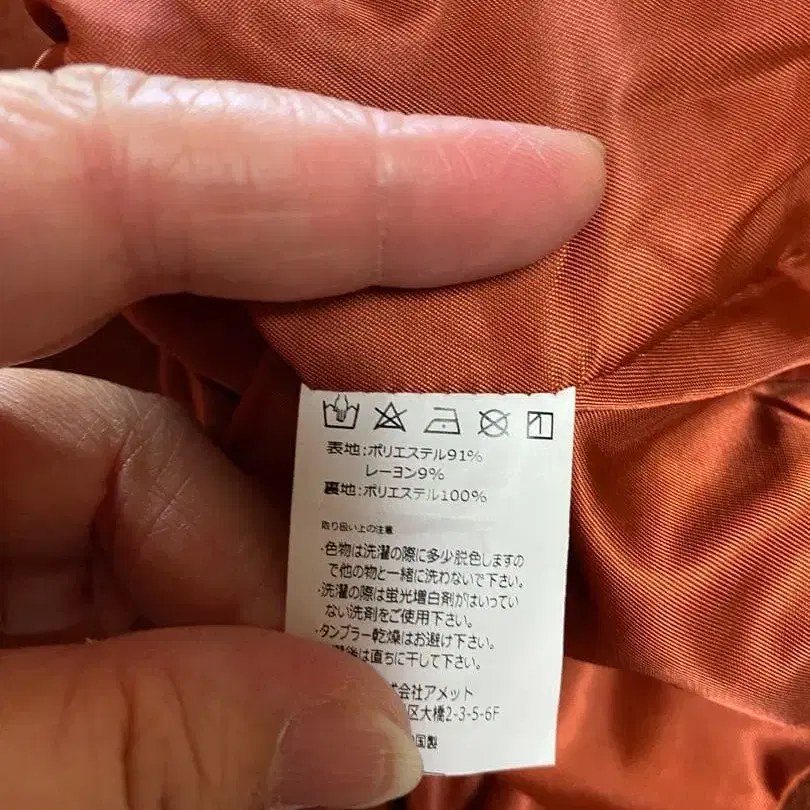 表地:ポリエステル91%
レーヨン9%
裏地:ポリエステル100%
取り扱い上の注意
・色物は洗濯の際に多少脱色しますの
で他の物と一緒に洗わないで下さい。
・洗濯の際は蛍光増白剤がはいってい
ない洗剤をご使用下さい。
・タンブラー乾燥はお避け下さい。
濯後は直ちに干して下さい。
式会社アメット
区大橋2-3-5-6F
国製